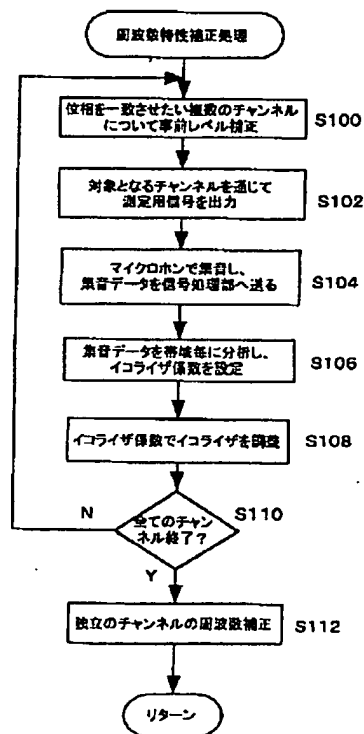 周波数特性補正処理
位相を一致させたい複数のチャンネル
について事前レベル補正
S100
対象となるチャンネルを通じて
測定用信号を出力
S102
マイクロホンで集音し、
集音データを信号処理部へ送る
S104
集音データを帯域毎に分析し、
イコライザ係数を設定
S106
イコライザ係数でイコライザを調整
S108
N
S110
全てのチャン
ネル終了？
Y
独立のチャンネルの周波数補正
S112
リターン